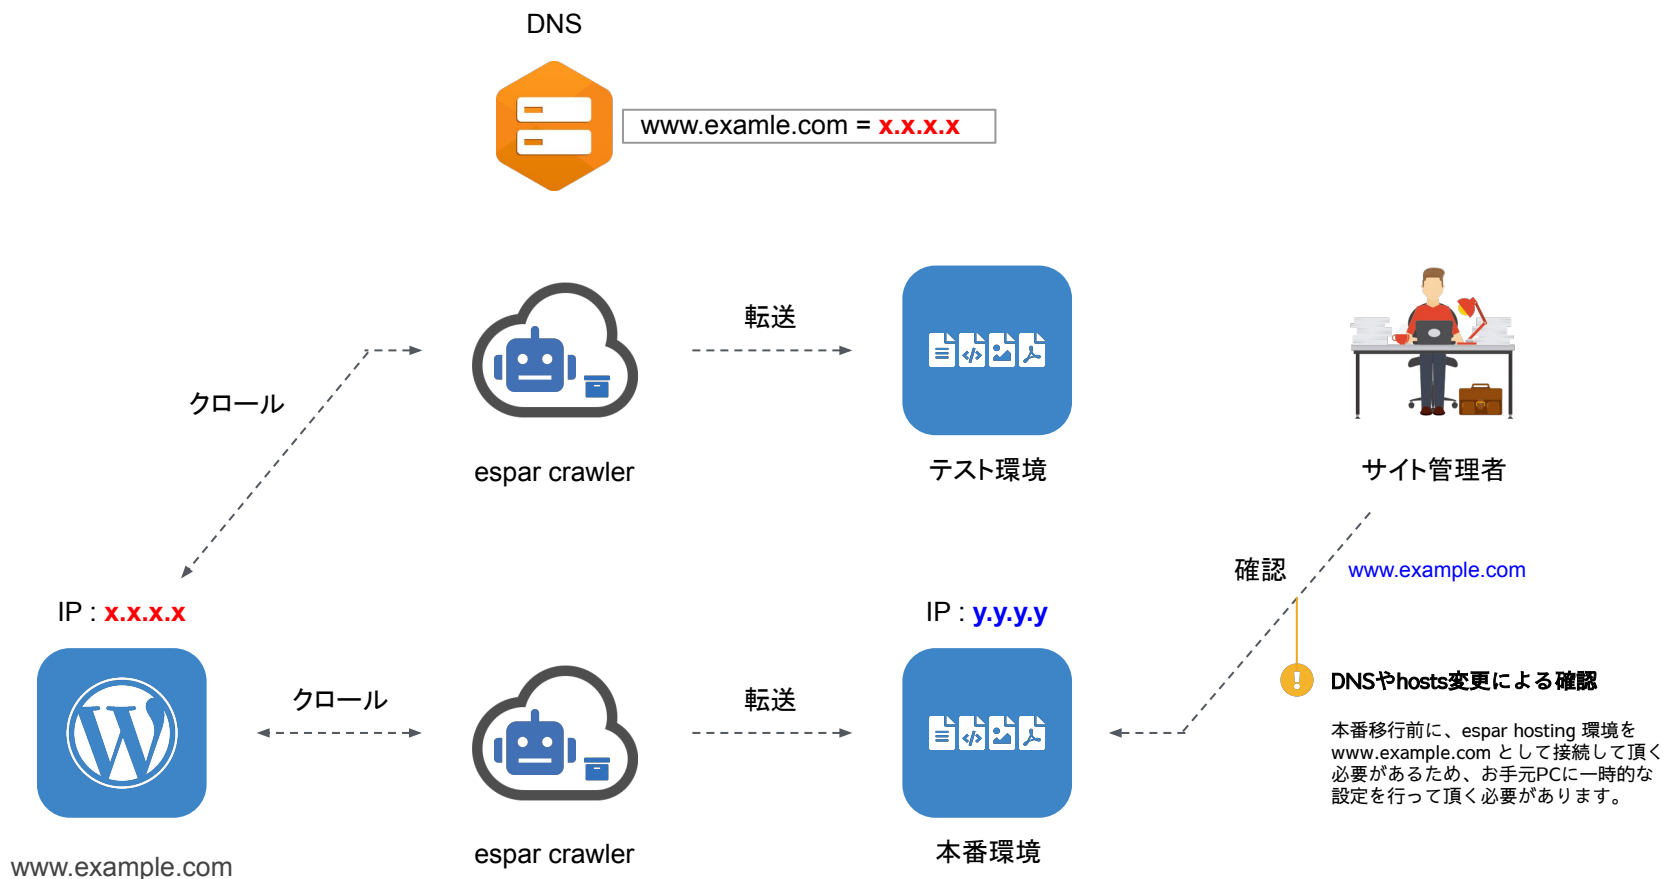 DNS
www.examle.com = x.x.x.x
転送
クロール
espar crawler
テスト環境
サイト管理者
確認
www.example.com
IP : x.x.x.x
IP : y.y.y.y
クロール
転送
DNSやhosts変更による確認
本番移行前に、espar hosting 環境を
www.example.com として接続して頂く
必要があるため、お手元PCに一時的な
設定を行って頂く必要があります。
espar crawler
本番環境
www.example.com